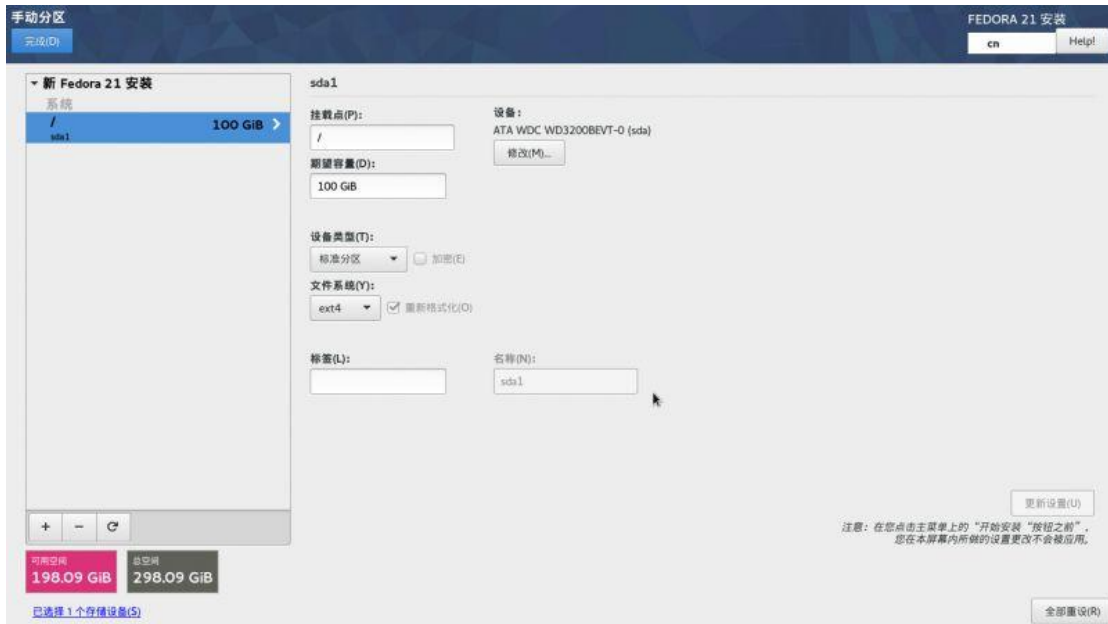 手动分区
FEDORA 21 安装
完成(D)
cn
Help!
新 Fedora 21 安装
系统
/
100 GiB
sda1
sda1
挂载点(P):
/
期望容量(D):
100 GiB
设备:
ATA WDC WD3200BEVT-0 (sda)
修改(M)...
设备类型(T):
标准分区
加密(E)
文件系统(Y):
ext4
重新格式化(O)
标签(L):
名称(N):
sda1
更新设置(U)
注意: 在您点击主菜单上的 “开始安装 “按钮之前”,
您在本屏幕内所做的设置更改不会被应用。
+ -
可用空间
198.09 GiB
总空间
298.09 GiB
已选择 1 个存储设备(S)
全部重设(R)